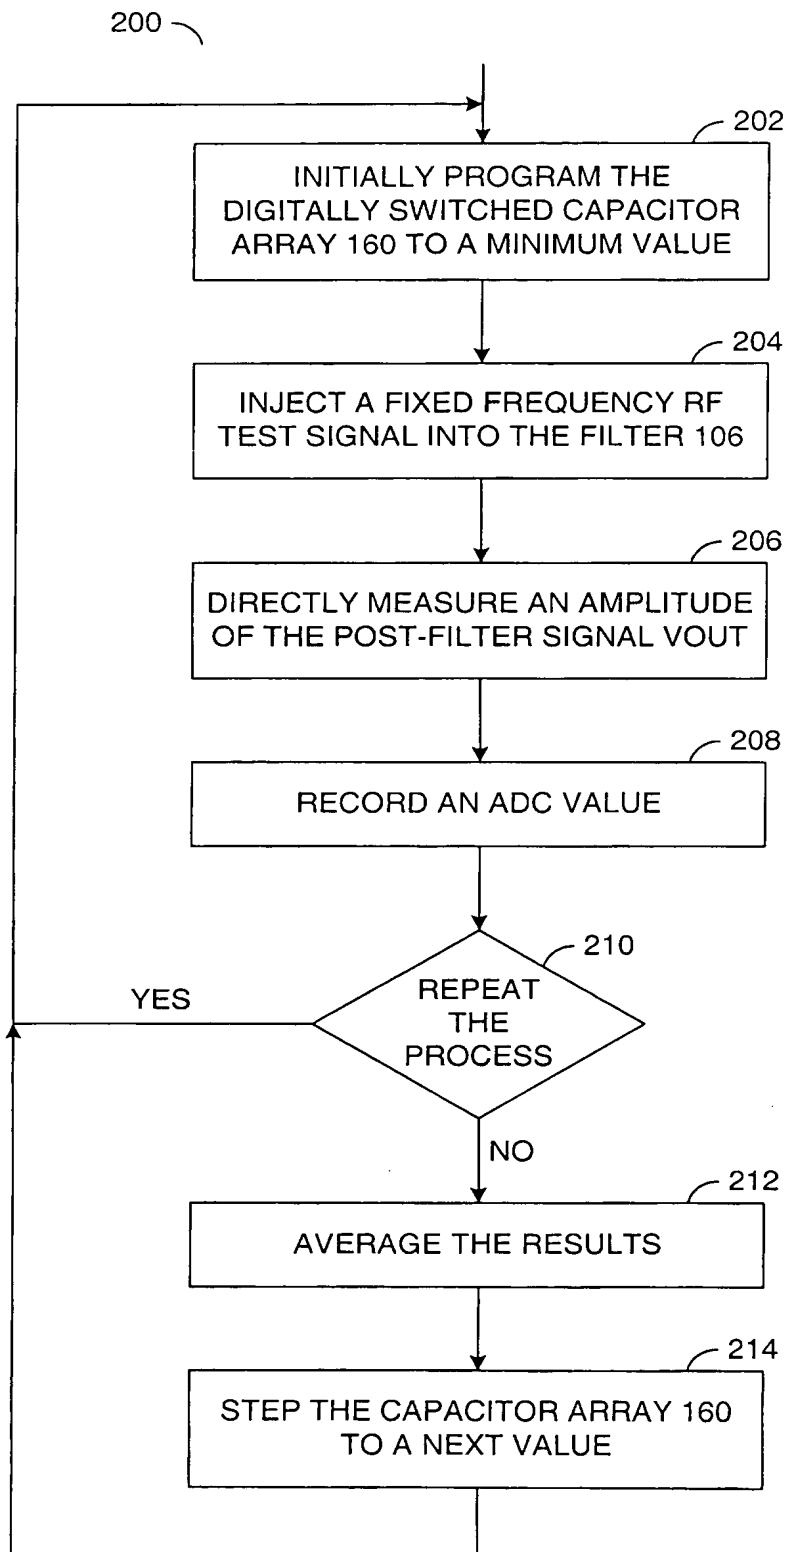 200
202
INITIALLY PROGRAM THE
DIGITALLY SWITCHED CAPACITOR
ARRAY 160 TO A MINIMUM VALUE
204
INJECT A FIXED FREQUENCY RF
TEST SIGNAL INTO THE FILTER 106
206
DIRECTLY MEASURE AN AMPLITUDE
OF THE POST-FILTER SIGNAL VOUT
208
RECORD AN ADC VALUE
210
REPEAT
THE
PROCESS
YES
NO
212
AVERAGE THE RESULTS
214
STEP THE CAPACITOR ARRAY 160
TO A NEXT VALUE